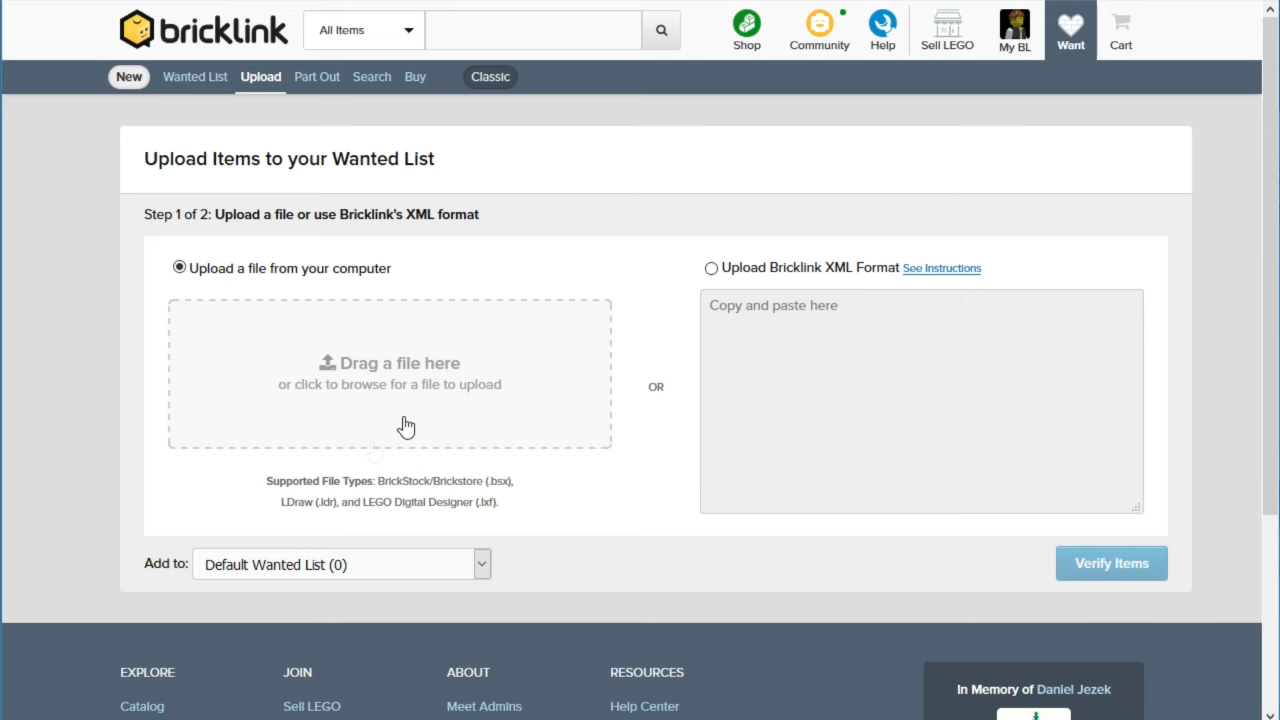 bricklink
All Items
Shop
Community
Help
Sell LEGO
My BL
Want
Cart
New
Wanted List
Upload
Part Out
Search
Buy
Classic
Upload Items to your Wanted List
Step 1 of 2: Upload a file or use Bricklink's XML format
Upload a file from your computer
Drag a file here
or click to browse for a file to upload
Supported File Types: BrickStock/Brickstore (.bsx),
LDraw (.ldr), and LEGO Digital Designer (.lxf).
OR
Upload Bricklink XML Format See Instructions
Copy and paste here
Add to: Default Wanted List (0)
Verify Items
EXPLORE
Catalog
JOIN
Sell LEGO
ABOUT
Meet Admins
RESOURCES
Help Center
In Memory of Daniel Jezek